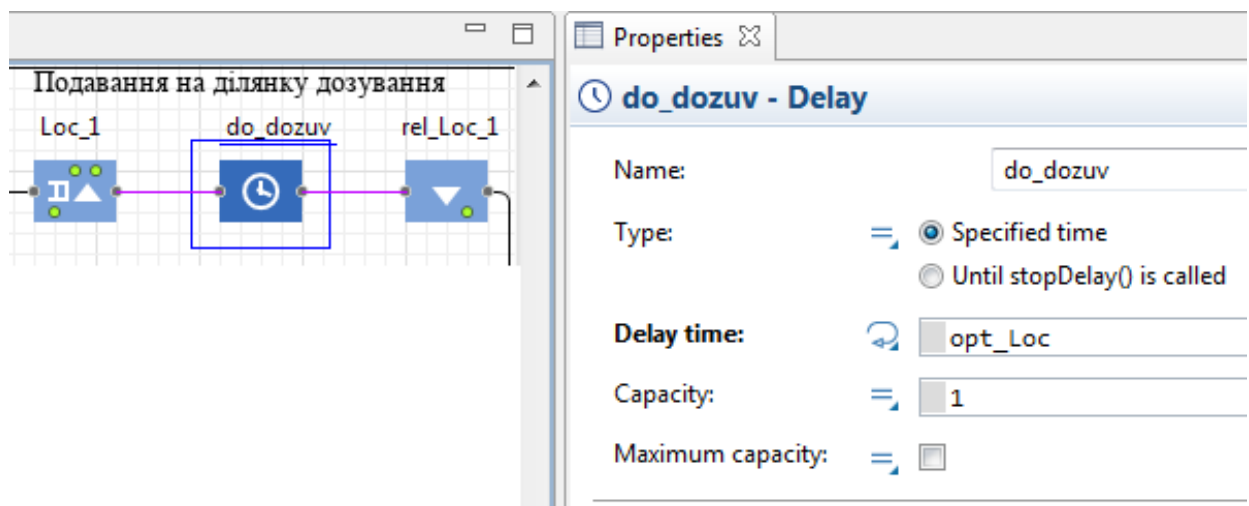 Подавання на ділянку дозування
Loc_1 do_dozuv rel_Loc_1
Properties
do_dozuv - Delay
Name: do_dozuv
Type: Specified time
Until stopDelay() is called
Delay time: opt_Loc
Capacity: 1
Maximum capacity: